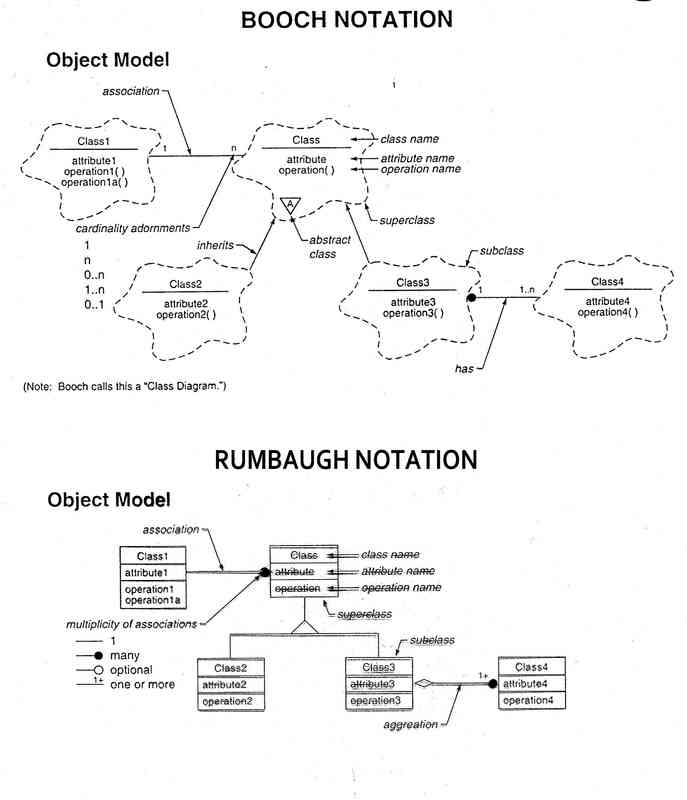 BOOCH NOTATION
Object Model
association
Class1
attribute1
operation1( )
operation1a( )
1
n
Class
attribute
operation( )
A
class name
attribute name
operation name
superclass
abstract class
cardinality adornments
1
n
0..n
1..n
0..1
inherits
Class2
attribute2
operation2( )
subclass
Class3
attribute3
operation3( )
1
1..n
has
Class4
attribute4
operation4( )
(Note: Booch calls this a "Class Diagram.")
RUMBAUGH NOTATION
Object Model
association
Class1
attribute1
operation1
operation1a
Class
attribute
operation
class name
attribute name
operation name
superclass
multiplicity of associations
1
many
optional
1+ one or more
Class2
attribute2
operation2
subclass
Class3
attribute3
operation3
1+
aggreation
Class4
attribute4
operation4